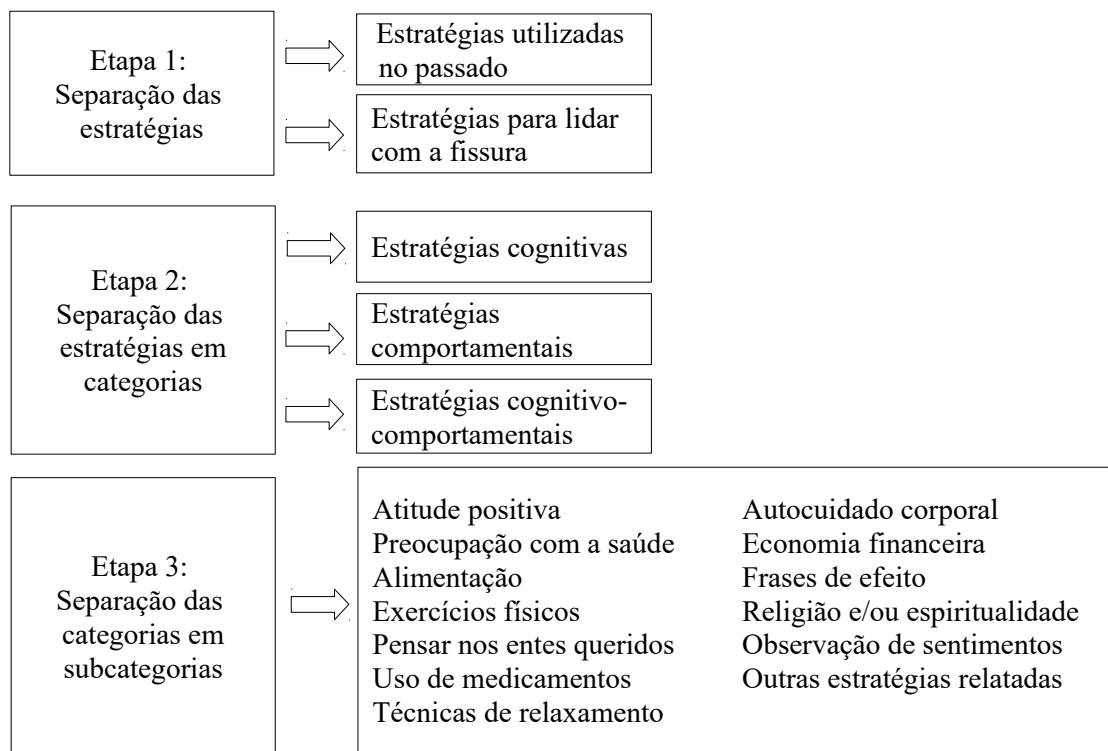 Etapa 1:
Separação das
estratégias
Estratégias utilizadas
no passado
Estratégias para lidar
com a fissura
Etapa 2:
Separação das
estratégias em
categorias
Estratégias cognitivas
Estratégias
comportamentais
Estratégias cognitivo-
comportamentais
Etapa 3:
Separação das
categorias em
subcategorias
Atitude positiva
Preocupação com a saúde
Alimentação
Exercícios físicos
Pensar nos entes queridos
Uso de medicamentos
Técnicas de relaxamento
Autocuidado corporal
Economia financeira
Frases de efeito
Religião e/ou espiritualidade
Observação de sentimentos
Outras estratégias relatadas